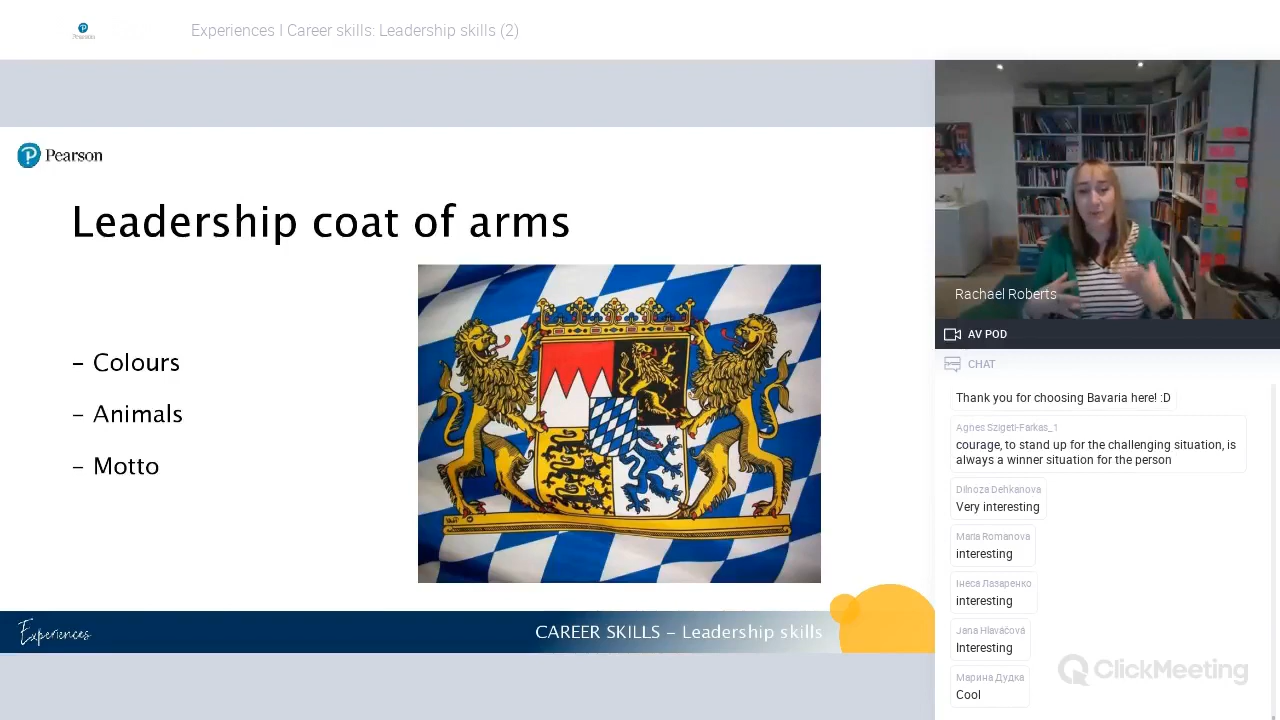 Experiences I Career skills: Leadership skills (2)
Pearson
Leadership coat of arms
– Colours
– Animals
– Motto
Experiences
CAREER SKILLS – Leadership skills
Rachael Roberts
AV POD
CHAT
Thank you for choosing Bavaria here! :D
Agnes Szigeti-Farkas_1
courage, to stand up for the challenging situation, is
always a winner situation for the person
Dilnoza Dehkanova
Very interesting
Maria Romanova
interesting
Інеса Лазаренко
interesting
Jana Hlaváčová
Interesting
Марина Дудка
Cool
ClickMeeting